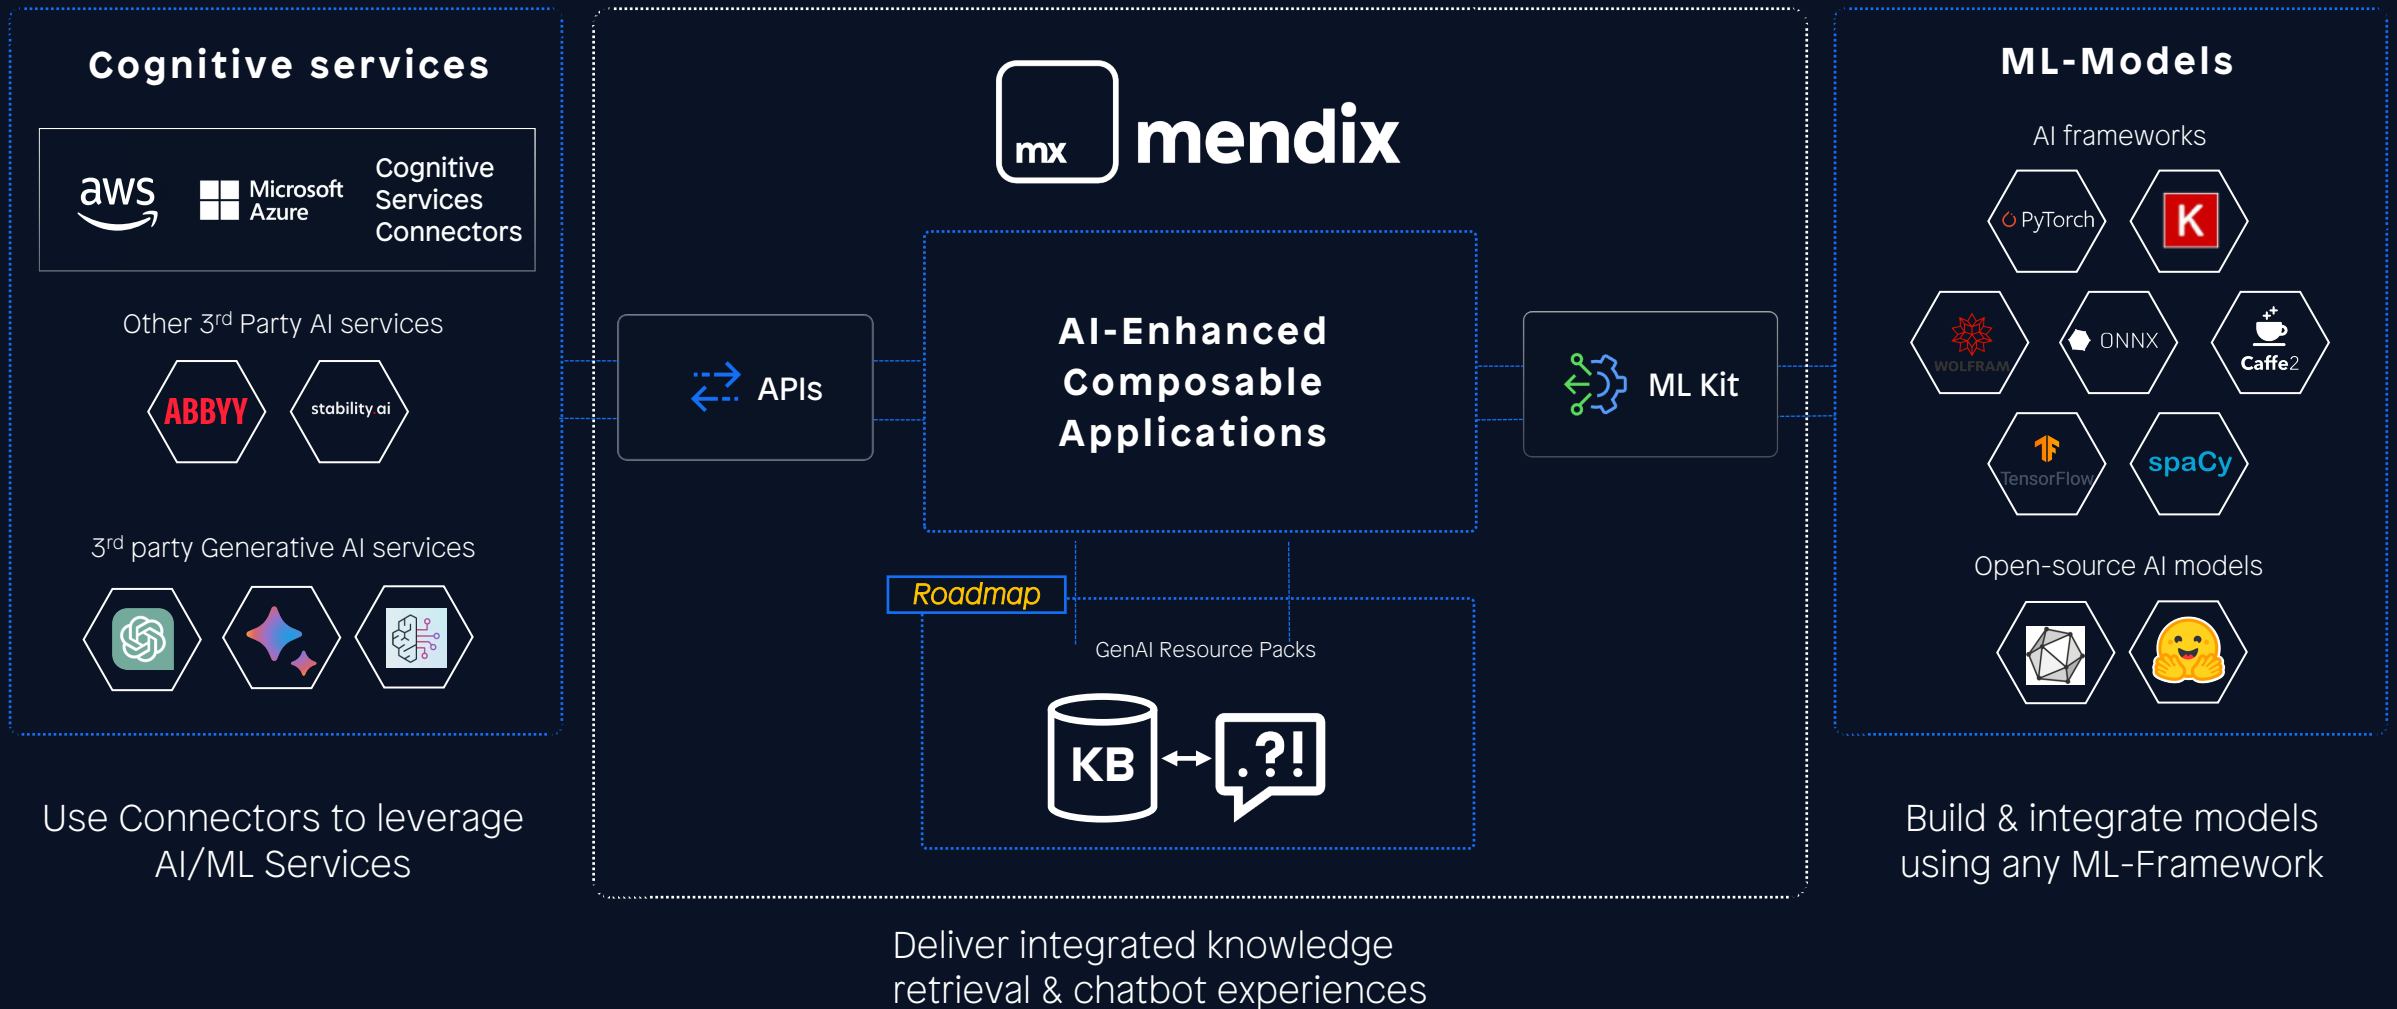 Cognitive services
aws
Microsoft
Azure
Cognitive
Services
Connectors
Other 3rd Party AI services
ABBYY
stability.ai
3rd party Generative AI services
Use Connectors to leverage
AI/ML Services
mx
mendix
APIs
AI-Enhanced
Composable
Applications
ML Kit
Roadmap
GenAI Resource Packs
KB
.?!
Deliver integrated knowledge
retrieval & chatbot experiences
ML-Models
AI frameworks
PyTorch
K
WOLFRAM
ONNX
Caffe2
TensorFlow
spaCy
Open-source AI models
Build & integrate models
using any ML-Framework